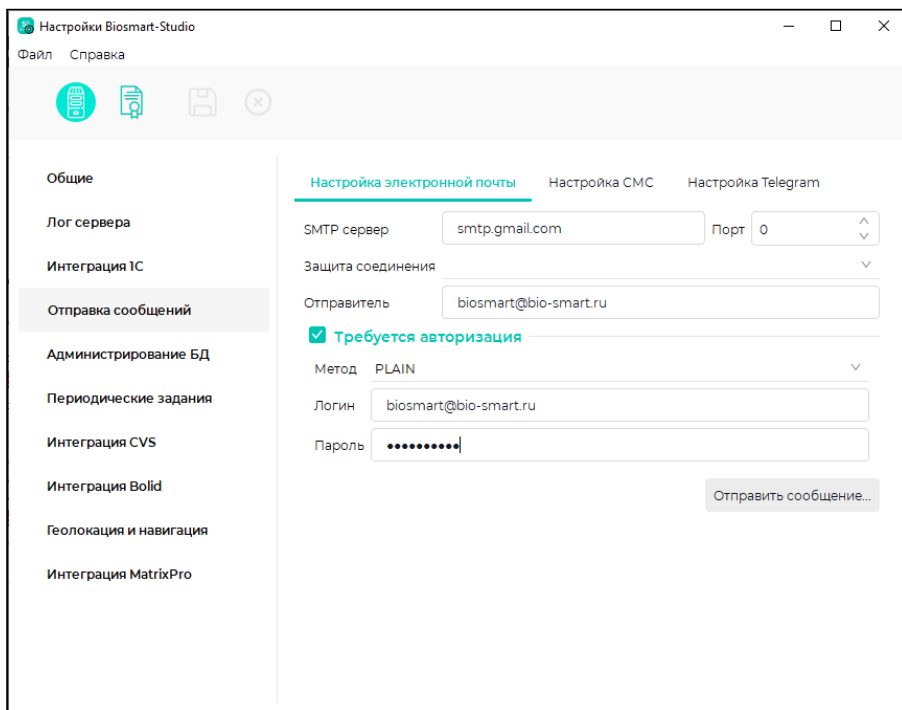 Настройки Biosmart-Studio
Файл Справка
Общие
Лог сервера
Интеграция 1С
Отправка сообщений
Администрирование БД
Периодические задания
Интеграция CVS
Интеграция Bolid
Геолокация и навигация
Интеграция MatrixPro
Настройка электронной почты Настройка СМС Настройка Telegram
SMTP сервер smtp.gmail.com Порт 0
Защита соединения
Отправитель biosmart@bio-smart.ru
Требуется авторизация
Метод PLAIN
Логин biosmart@bio-smart.ru
Пароль ••••••••••
Отправить сообщение...